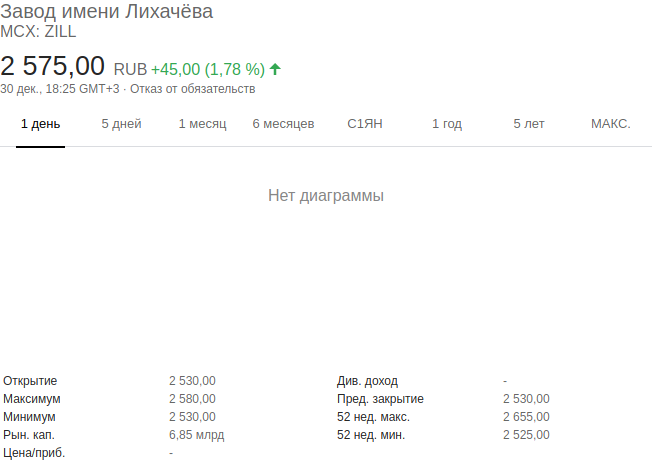 Завод имени Лихачёва
MCX: ZILL
2 575,00 RUB +45,00 (1,78 %)
30 дек., 18:25 GMT+3 · Отказ от обязательств
1 день 5 дней 1 месяц 6 месяцев С1ЯН 1 год 5 лет МАКС.
Нет диаграммы
Открытие 2 530,00 Див. доход -
Максимум 2 580,00 Пред. закрытие 2 530,00
Минимум 2 530,00 52 нед. макс. 2 655,00
Рын. кап. 6,85 млрд 52 нед. мин. 2 525,00
Цена/приб. -